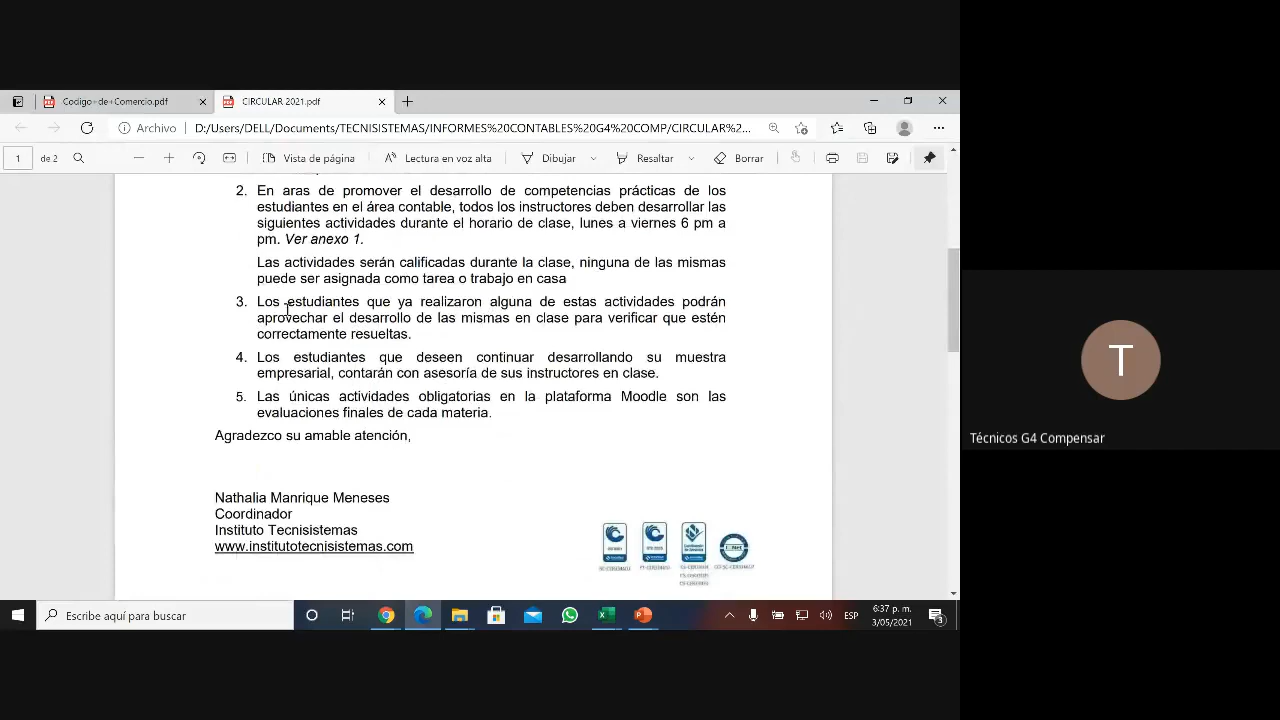 Codigo+de+Comercio.pdf
CIRCULAR 2021.pdf
Archivo
D:/Users/DELL/Documents/TECNISISTEMAS/INFORMES%20CONTABLES%20G4%20COMP/CIRCULAR%2...
1
de 2
Vista de página
Lectura en voz alta
Dibujar
Resaltar
Borrar
2. En aras de promover el desarrollo de competencias prácticas de los
estudiantes en el área contable, todos los instructores deben desarrollar las
siguientes actividades durante el horario de clase, lunes a viernes 6 pm a
pm. Ver anexo 1.
Las actividades serán calificadas durante la clase, ninguna de las mismas
puede ser asignada como tarea o trabajo en casa
3. Los estudiantes que ya realizaron alguna de estas actividades podrán
aprovechar el desarrollo de las mismas en clase para verificar que estén
correctamente resueltas.
4. Los estudiantes que deseen continuar desarrollando su muestra
empresarial, contarán con asesoría de sus instructores en clase.
5. Las únicas actividades obligatorias en la plataforma Moodle son las
evaluaciones finales de cada materia.
Agradezco su amable atención,
Nathalia Manrique Meneses
Coordinador
Instituto Tecnisistemas
www.institutotecnisistemas.com
T
Técnicos G4 Compensar
Escribe aquí para buscar
ESP
6:37 p. m.
3/05/2021
3